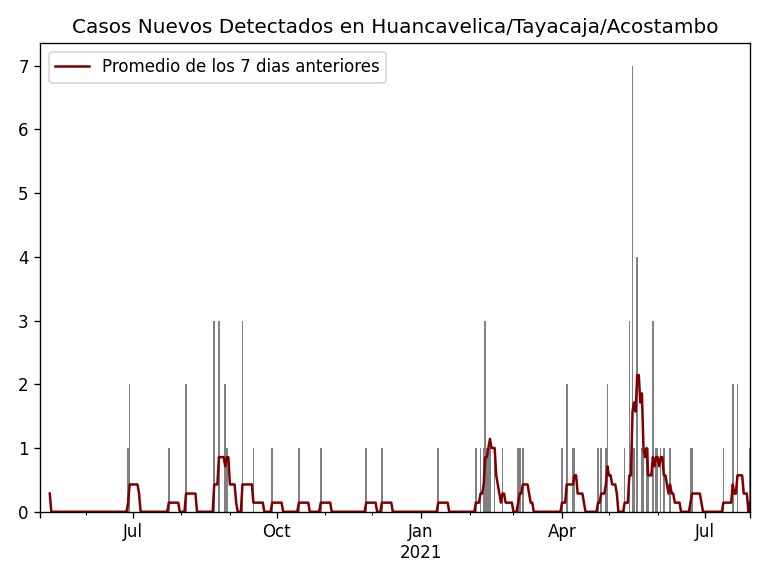 Casos Nuevos Detectados en Huancavelica/Tayacaja/Acostambo
Promedio de los 7 dias anteriores
7
6
5
4
3
2
1
0
Jul
Oct
Jan
Apr
Jul
2021